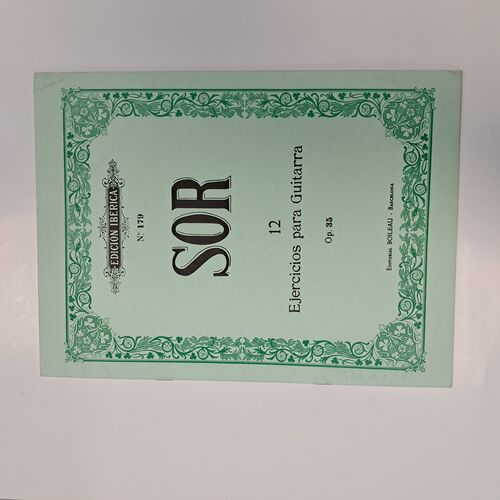 EDICION IBERICA
N.º 179
SOR
12
Ejercicios para Guitarra
Op. 35
EDITORIAL BOILEAU - BARCELONA